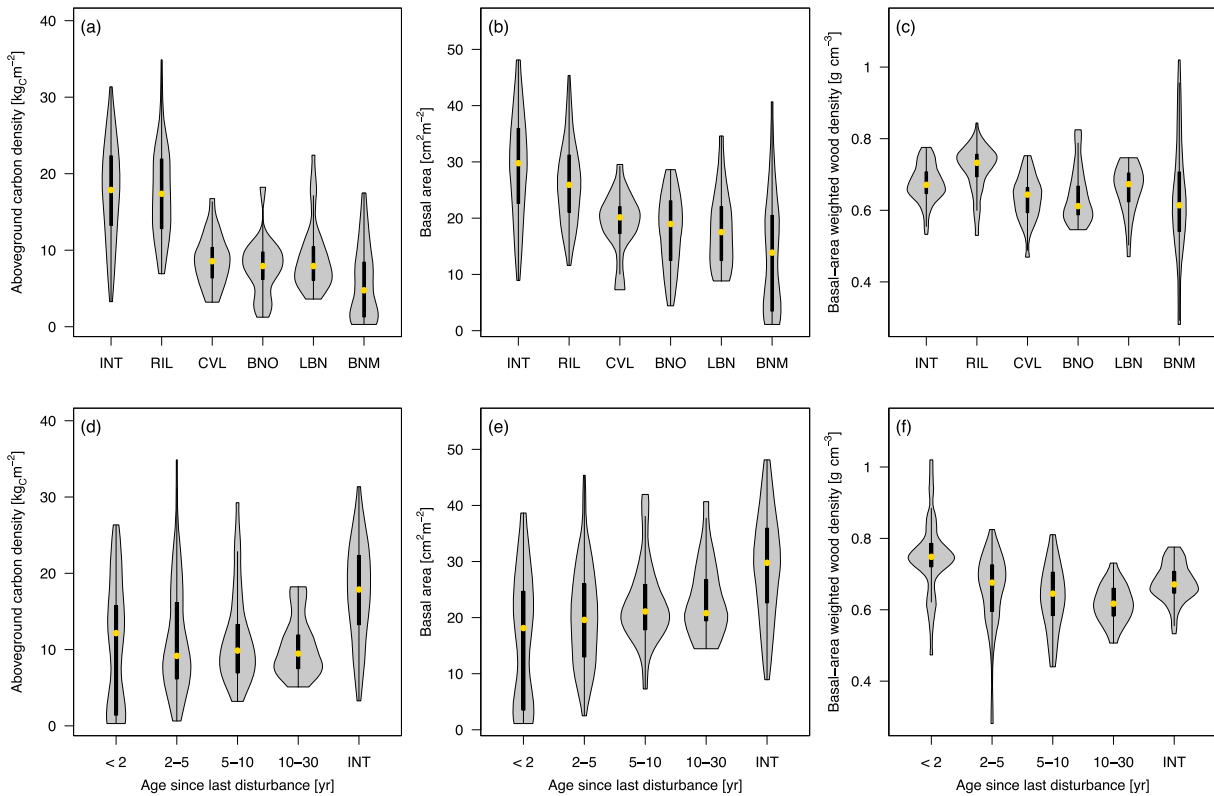 (a)
Aboveground carbon density [kgCm−2]
40
30
20
10
0
INT RIL CVL BNO LBN BNM
(b)
Basal area [cm2m−2]
50
40
30
20
10
0
INT RIL CVL BNO LBN BNM
(c)
Basal−area weighted wood density [g cm−3]
1
0.8
0.6
0.4
INT RIL CVL BNO LBN BNM
(d)
Aboveground carbon density [kgCm−2]
40
30
20
10
0
< 2 2−5 5−10 10−30 INT
Age since last disturbance [yr]
(e)
Basal area [cm2m−2]
50
40
30
20
10
0
< 2 2−5 5−10 10−30 INT
Age since last disturbance [yr]
(f)
Basal−area weighted wood density [g cm−3]
1
0.8
0.6
0.4
< 2 2−5 5−10 10−30 INT
Age since last disturbance [yr]